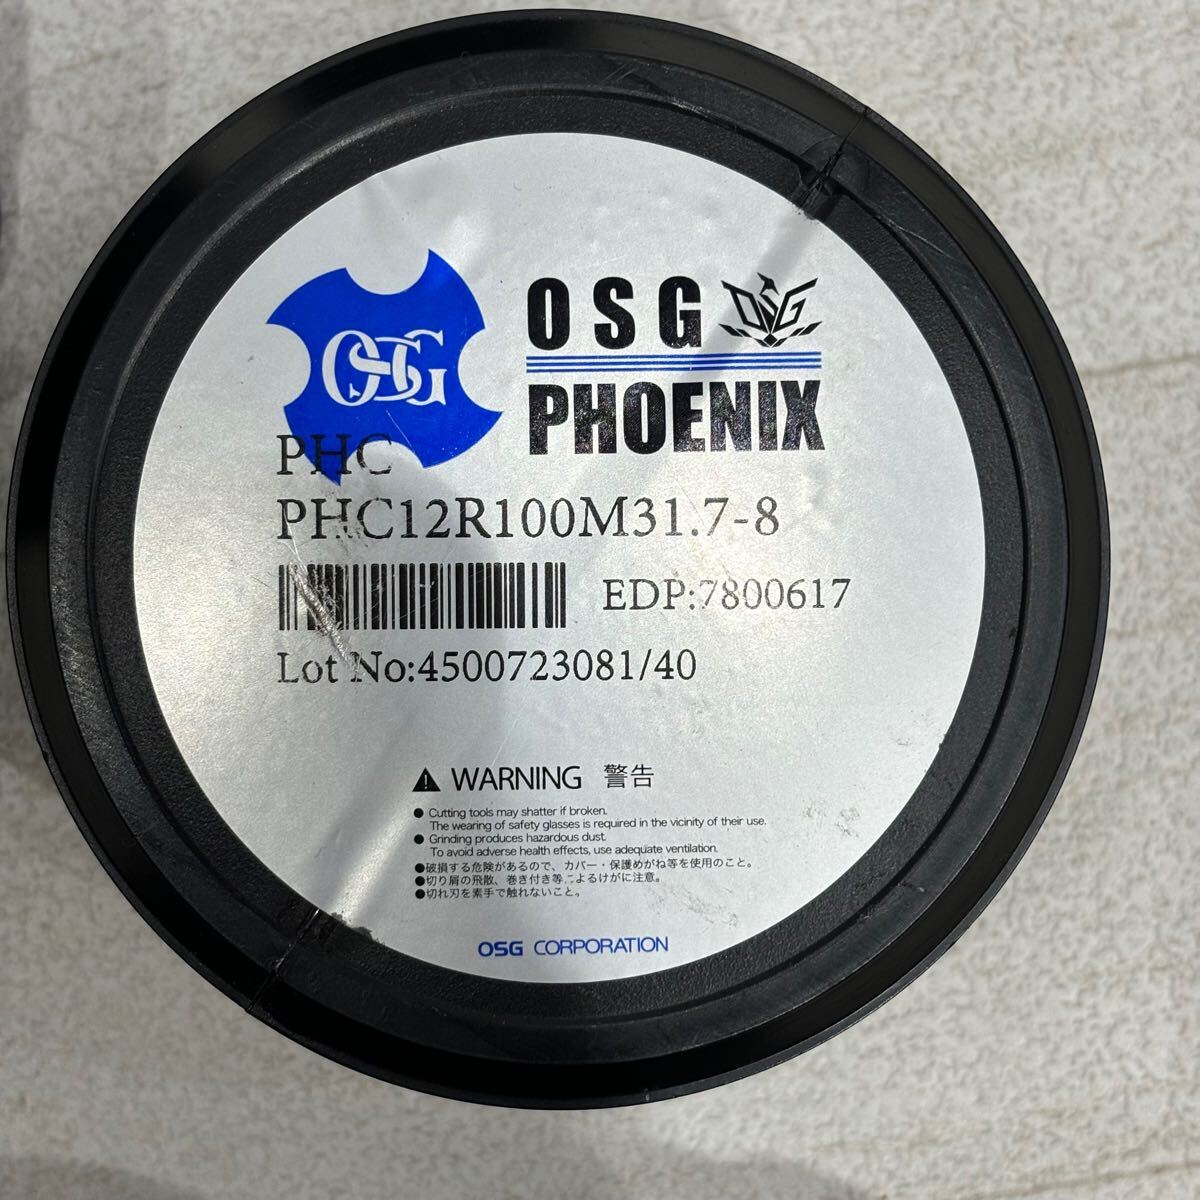 OSG
OSG OSG
PHOENIX
PHC
PHC12R100M31.7-8
EDP:7800617
Lot No:4500723081/40
WARNING 警告
● Cutting tools may shatter if broken.
The wearing of safety glasses is required in the vicinity of their use.
● Grinding produces hazardous dust.
To avoid adverse health effects, use adequate ventilation.
●破損する危険があるので、カバー・保護めがね等を使用のこと。
●切り屑の飛散、巻き付き等によるけがに注意。
●切れ刃を素手で触れないこと。
OSG CORPORATION